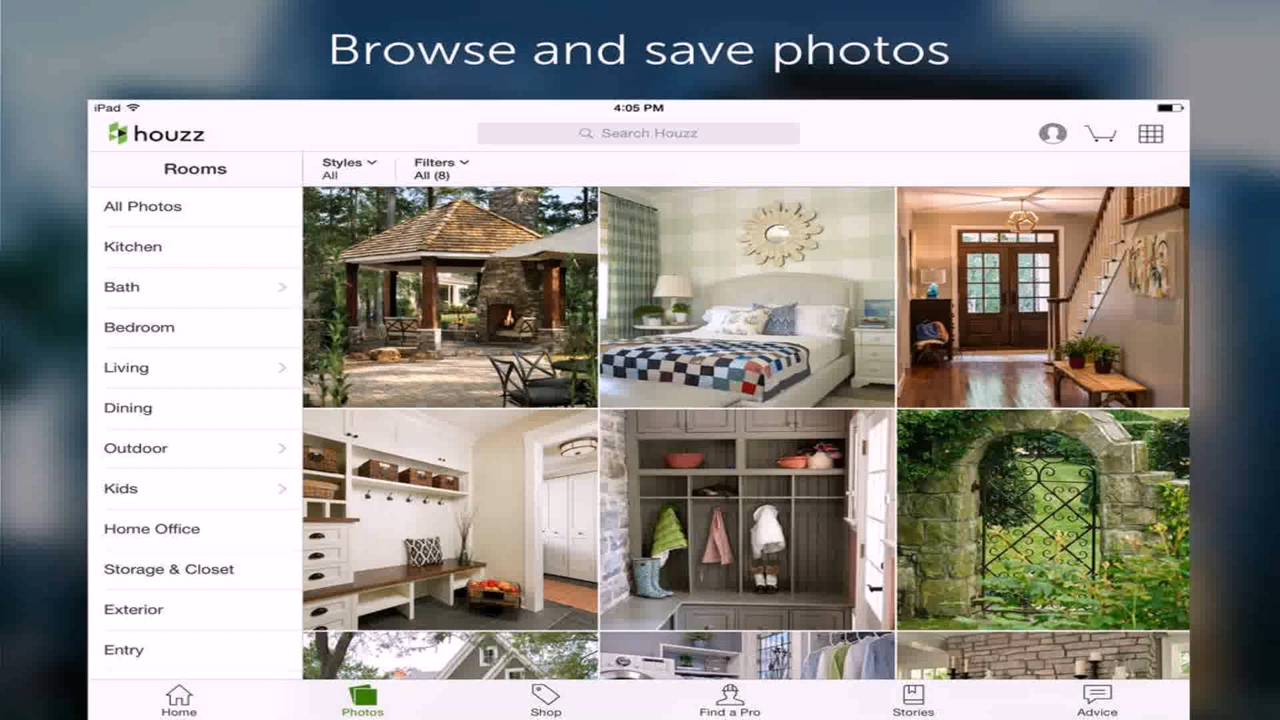 Browse and save photos
iPad
4:05 PM
houzz
Search Houzz
Rooms
Styles
All
Filters
All (8)
All Photos
Kitchen
Bath
Bedroom
Living
Dining
Outdoor
Kids
Home Office
Storage & Closet
Exterior
Entry
Home
Photos
Shop
Find a Pro
Stories
Advice